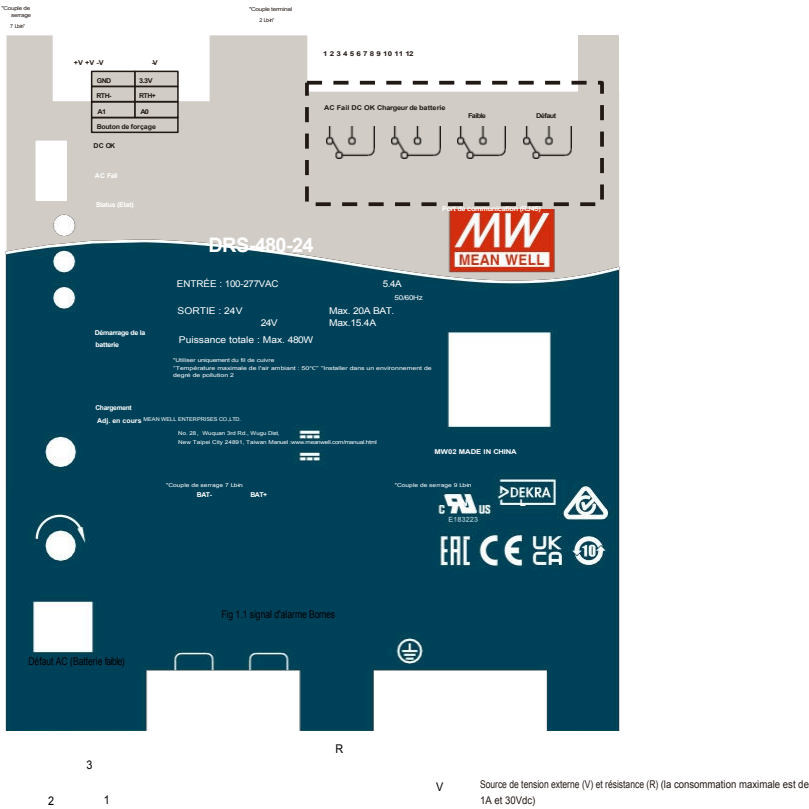 "Couple de serrage
7 Lbin"
"Couple terminal
2 Lbin"
+V +V -V -V
1 2 3 4 5 6 7 8 9 10 11 12
GND 3.3V
RTH- RTH+
A1 A0
Bouton de forçage
DC OK
AC Fail
Status (Etat)
AC Fail DC OK Chargeur de batterie
Faible Défaut
Port de communication (RJ45)
MW
MEAN WELL
DRS-480-24
ENTRÉE : 100-277VAC 5.4A
50/60Hz
SORTIE : 24V Max. 20A BAT.
24V Max.15.4A
Puissance totale : Max. 480W
Démarrage de la batterie
"Utiliser uniquement du fil de cuivre
"Température maximale de l'air ambiant : 50°C" "Installer dans un environnement de degré de pollution 2
Chargement
Adj. en cours MEAN WELL ENTERPRISES CO.,LTD.
No. 28, Wuquan 3rd Rd., Wugu Dist,
New Taipei City 24891, Taiwan Manuel :www.meanwell.com/manual.html
MW02 MADE IN CHINA
"Couple de serrage 7 Lbin
BAT- BAT+
"Couple de serrage 9 Lbin
C US
E183223
DEKRA
EAC CE UK CA 10
Fig 1.1 signal d'alarme Bornes
Défaut AC (Batterie faible)
R
3
V Source de tension externe (V) et résistance (R) (la consommation maximale est de 1A et 30Vdc)
2 1